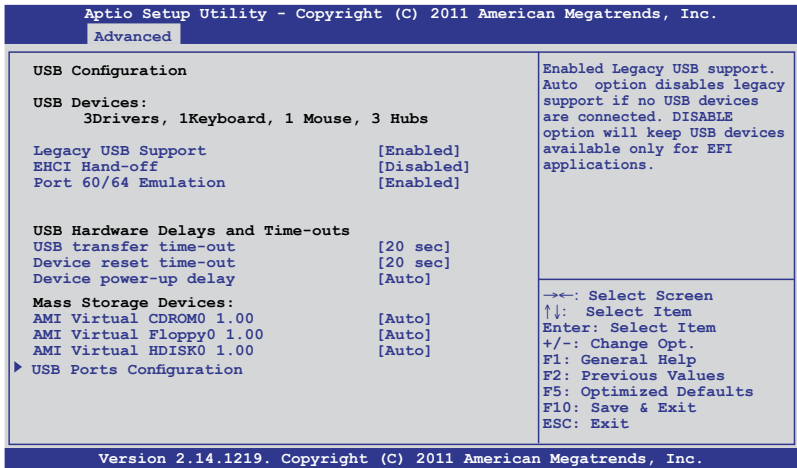 Aptio Setup Utility - Copyright (C) 2011 American Megatrends, Inc.
Advanced
USB Configuration
USB Devices:
3Drivers, 1Keyboard, 1 Mouse, 3 Hubs
Legacy USB Support [Enabled]
EHCI Hand-off [Disabled]
Port 60/64 Emulation [Enabled]
USB Hardware Delays and Time-outs
USB transfer time-out [20 sec]
Device reset time-out [20 sec]
Device power-up delay [Auto]
Mass Storage Devices:
AMI Virtual CDROM0 1.00 [Auto]
AMI Virtual Floppy0 1.00 [Auto]
AMI Virtual HDISK0 1.00 [Auto]
USB Ports Configuration
Enabled Legacy USB support.
Auto option disables legacy
support if no USB devices
are connected. DISABLE
option will keep USB devices
available only for EFI
applications.
→←: Select Screen
↑↓: Select Item
Enter: Select Item
+/-: Change Opt.
F1: General Help
F2: Previous Values
F5: Optimized Defaults
F10: Save & Exit
ESC: Exit
Version 2.14.1219. Copyright (C) 2011 American Megatrends, Inc.